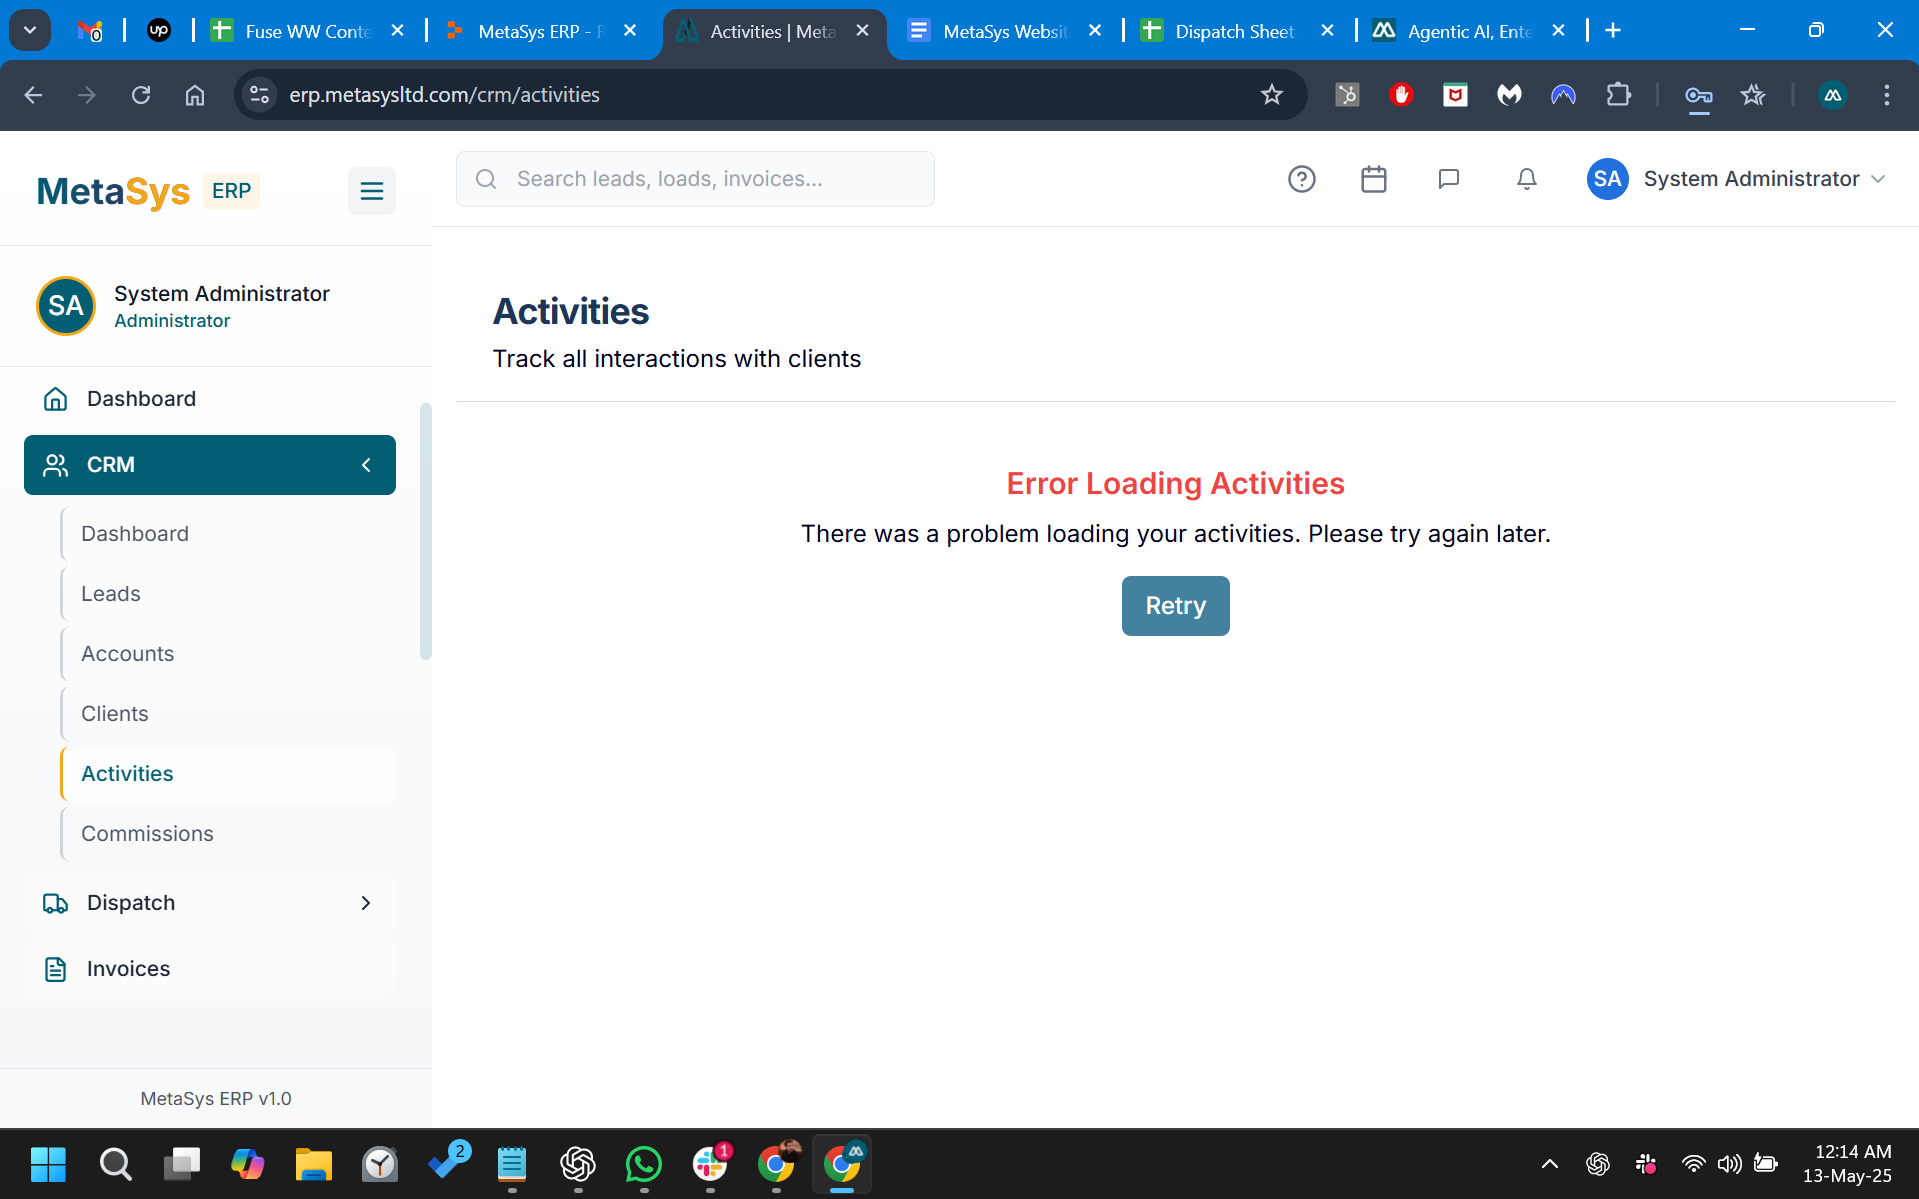 Fuse WW Conte
MetaSys ERP - R
Activities | Meta
MetaSys Websit
Dispatch Sheet
Agentic AI, Ente
erp.metasysltd.com/crm/activities
MetaSys ERP
Search leads, loads, invoices...
SA System Administrator
SA
System Administrator
Administrator
Activities
Track all interactions with clients
Dashboard
CRM
Dashboard
Leads
Accounts
Clients
Activities
Commissions
Dispatch
Invoices
Error Loading Activities
There was a problem loading your activities. Please try again later.
Retry
MetaSys ERP v1.0
2
1
12:14 AM
13-May-25